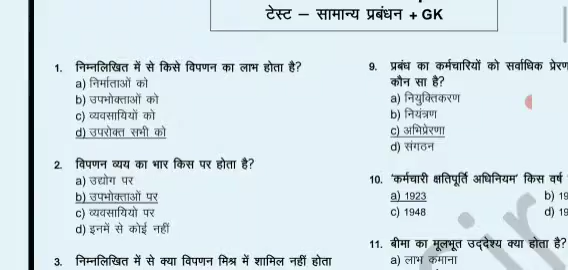 टेस्ट – सामान्य प्रबंधन + GK
1. निम्नलिखित में से किसे विपणन का लाभ होता है?
a) निर्माताओं को
b) उपभोक्ताओं को
c) व्यवसायियों को
d) उपरोक्त सभी को
2. विपणन व्यय का भार किस पर होता है?
a) उद्योग पर
b) उपभोक्ताओं पर
c) व्यवसायियो पर
d) इनमें से कोई नहीं
3. निम्नलिखित में से क्या विपणन मिश्र में शामिल नहीं होता
9. प्रबंध का कर्मचारियों को सर्वाधिक
कौन सा है?
a) नियुक्तिकरण
b) नियंत्रण
c) अभिप्रेरणा
d) संगठन
10. 'कर्मचारी क्षतिपूर्ति अधिनियम' किस वर्ष
a) 1923 b)
c) 1948 d)
11. बीमा का मूलभूत उद्देश्य क्या होता है?
a) लाभ कमाना